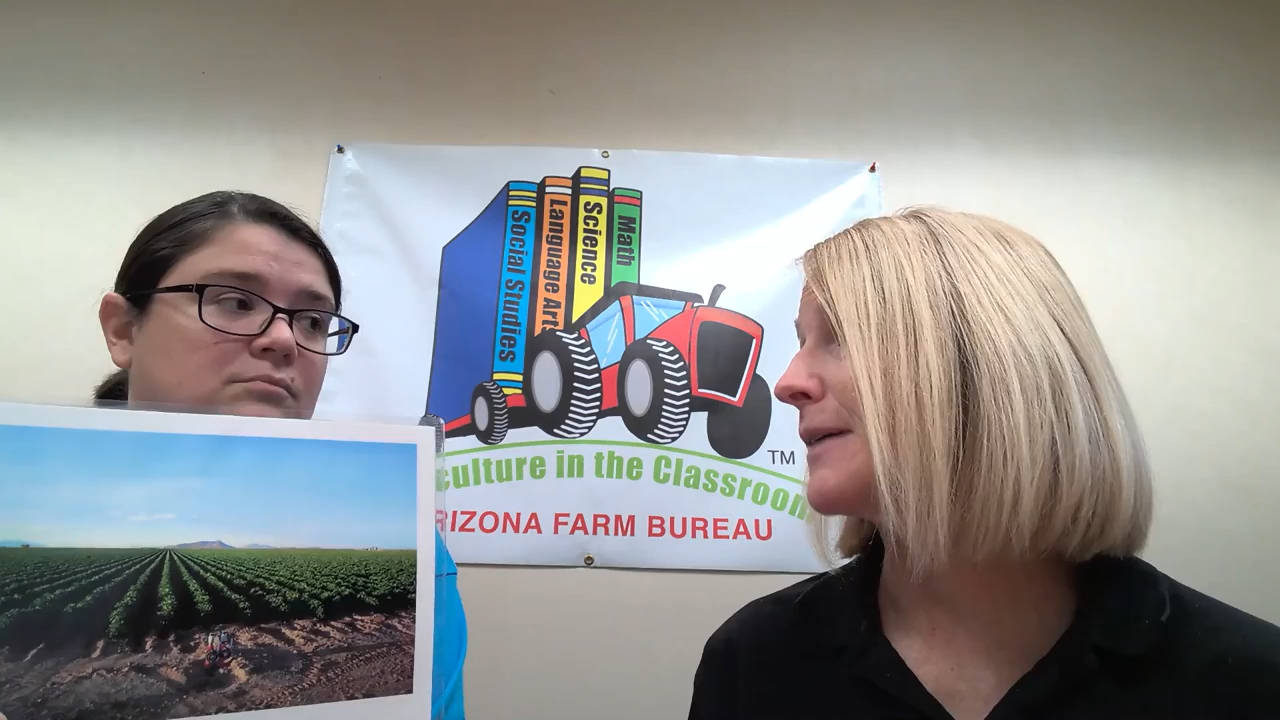 Social Studies
Language Arts
Science
Math
TM
culture in the Classroom
RIZONA FARM BUREAU